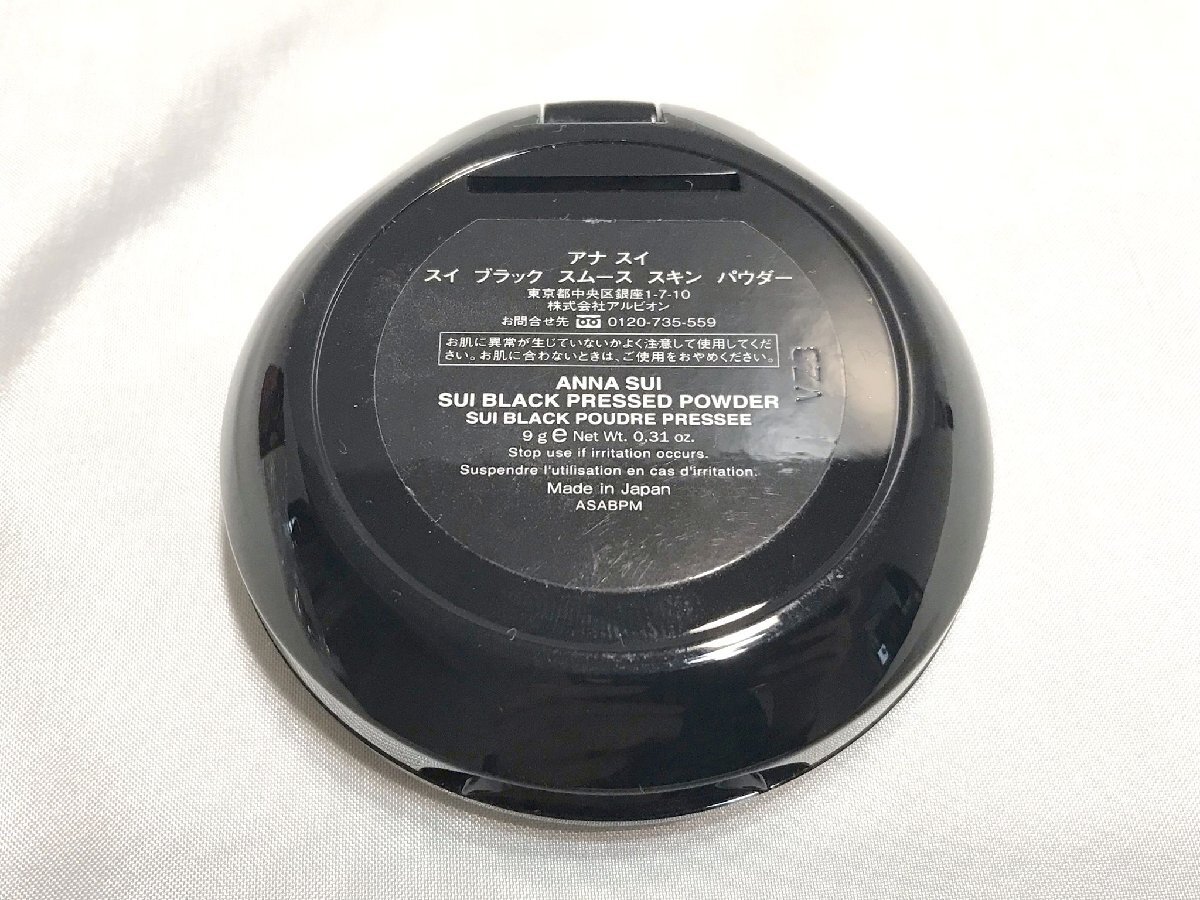 アナ スイ
スイ ブラック スムース スキン パウダー
東京都中央区銀座1-7-10
株式会社アルビオン
お問合せ先 0120-735-559
お肌に異常が生じていないかよく注意して使用してくだ
さい。お肌に合わないときは、ご使用をおやめください。
ANNA SUI
SUI BLACK PRESSED POWDER
SUI BLACK POUDRE PRESSEE
9 g e Net Wt. 0.31 oz.
Stop use if irritation occurs.
Suspendre l'utilisation en cas d'irritation.
Made in Japan
ASABPM